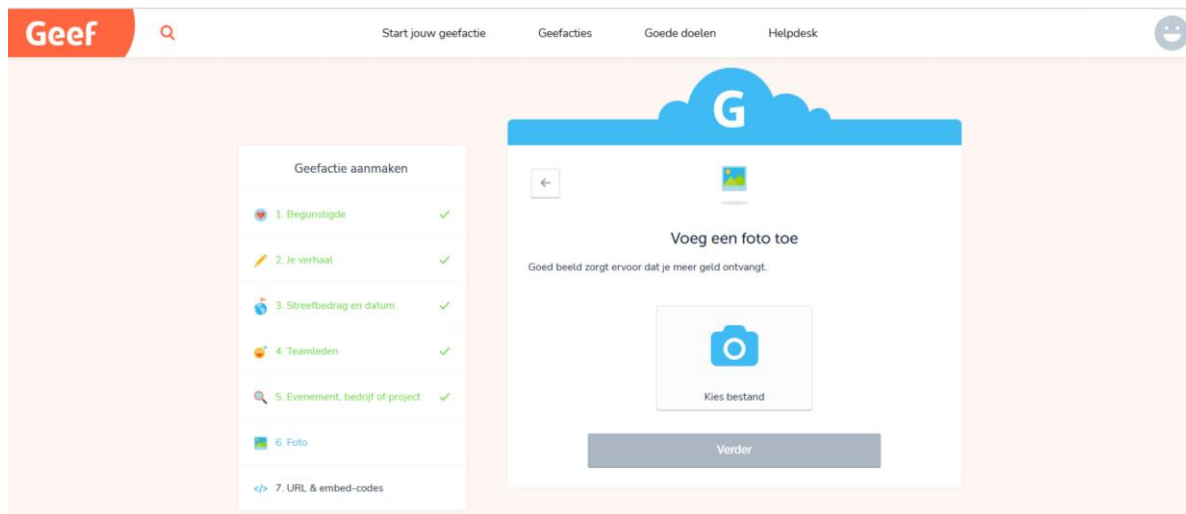 Geef
Start jouw geefactie
Geefacties
Goede doelen
Helpdesk
Geefactie aanmaken
1. Begunstigde
2. Je verhaal
3. Streefbedrag en datum
4. Teamleden
5. Evenement, bedrijf of project
6. Foto
</> 7. URL & embed-codes
G
Voeg een foto toe
Goed beeld zorgt ervoor dat je meer geld ontvangt.
Kies bestand
Verder